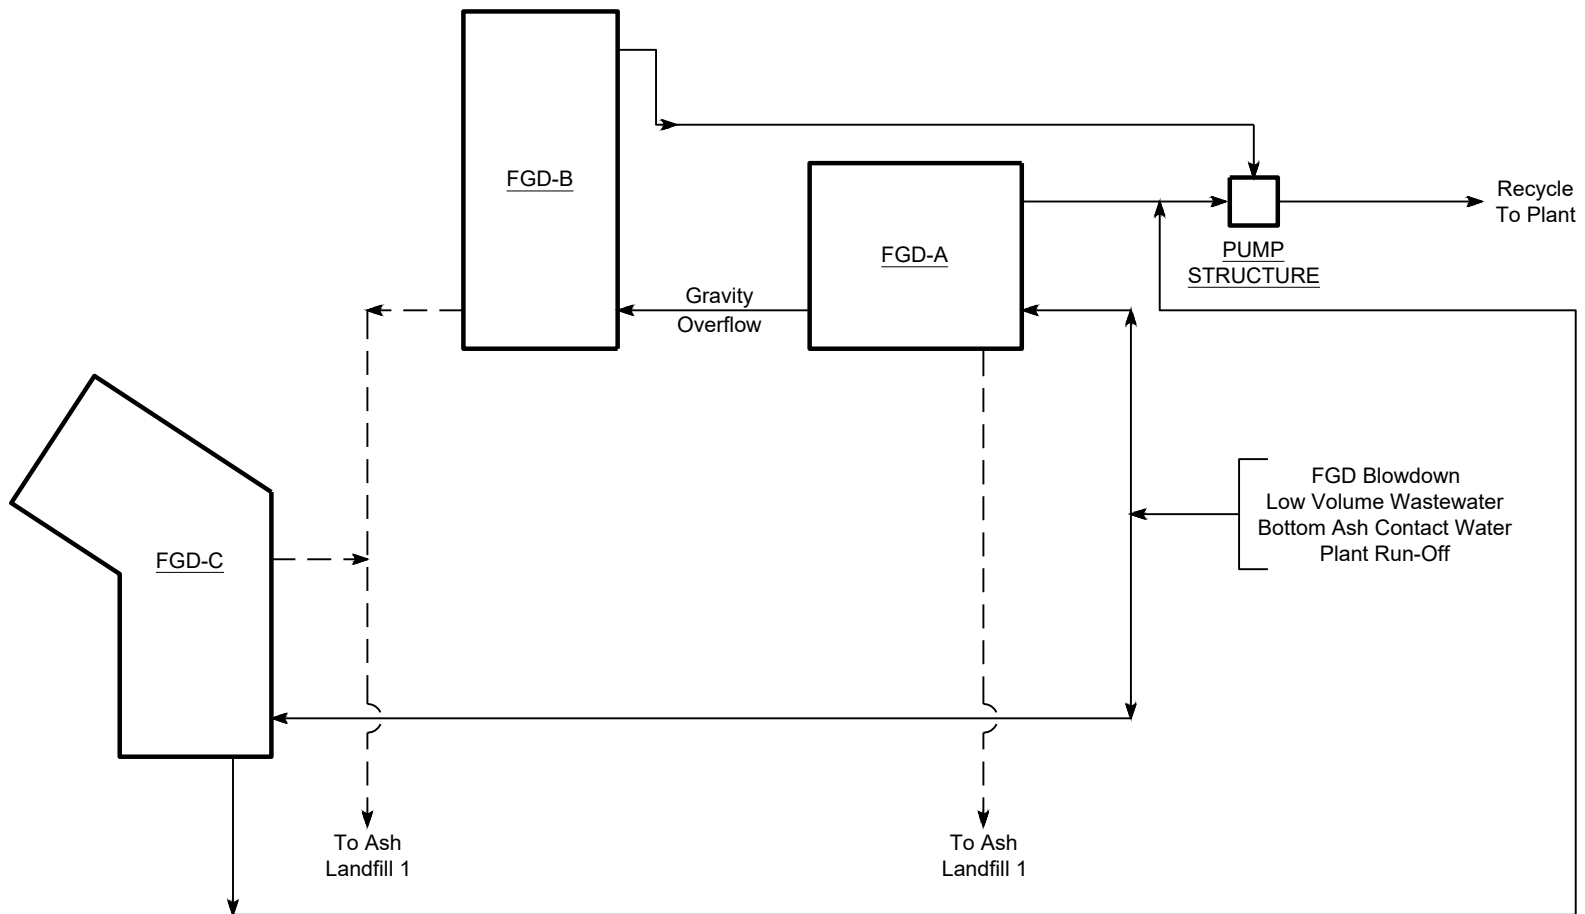 FGD-B
Recycle
To Plant
FGD-A
PUMP
STRUCTURE
Gravity
Overflow
FGD Blowdown
Low Volume Wastewater
Bottom Ash Contact Water
Plant Run-Off
FGD-C
To Ash
Landfill 1
To Ash
Landfill 1